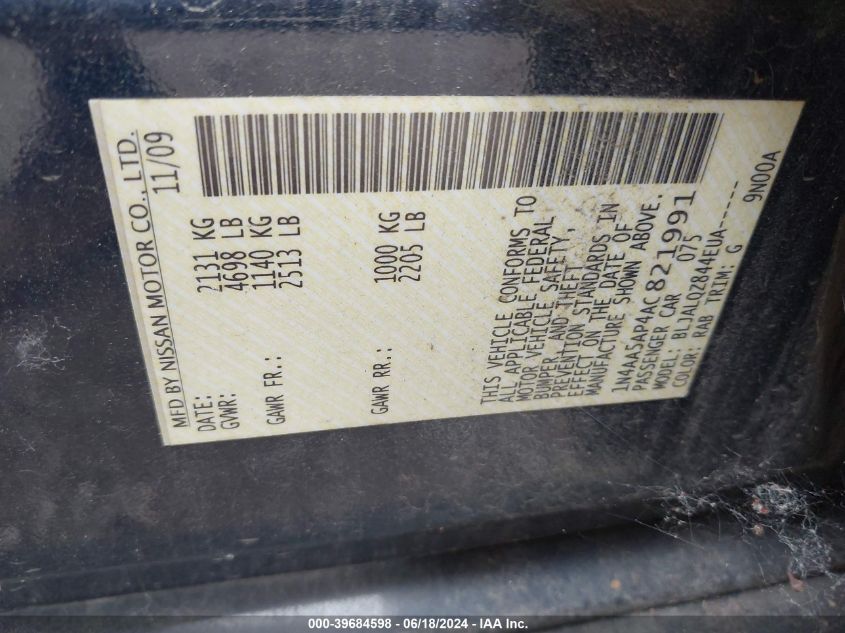 MFD BY NISSAN MOTOR CO., LTD.
DATE: 11/09
GVWR: 2131 KG
4698 LB
GAWR FR.: 1140 KG
2513 LB
GAWR RR.: 1000 KG
2205 LB
THIS VEHICLE CONFORMS TO
ALL APPLICABLE FEDERAL
MOTOR VEHICLE SAFETY,
BUMPER, AND THEFT
PREVENTION STANDARDS IN
EFFECT ON THE DATE OF
MANUFACTURE SHOWN ABOVE.
1N4AA5AP4AC821991
PASSENGER CAR 075
MODEL: BLJALOZB44EUA------
COLOR: RAB TRIM: G 9N00A
000-39684598 - 06/18/2024 - IAA Inc.